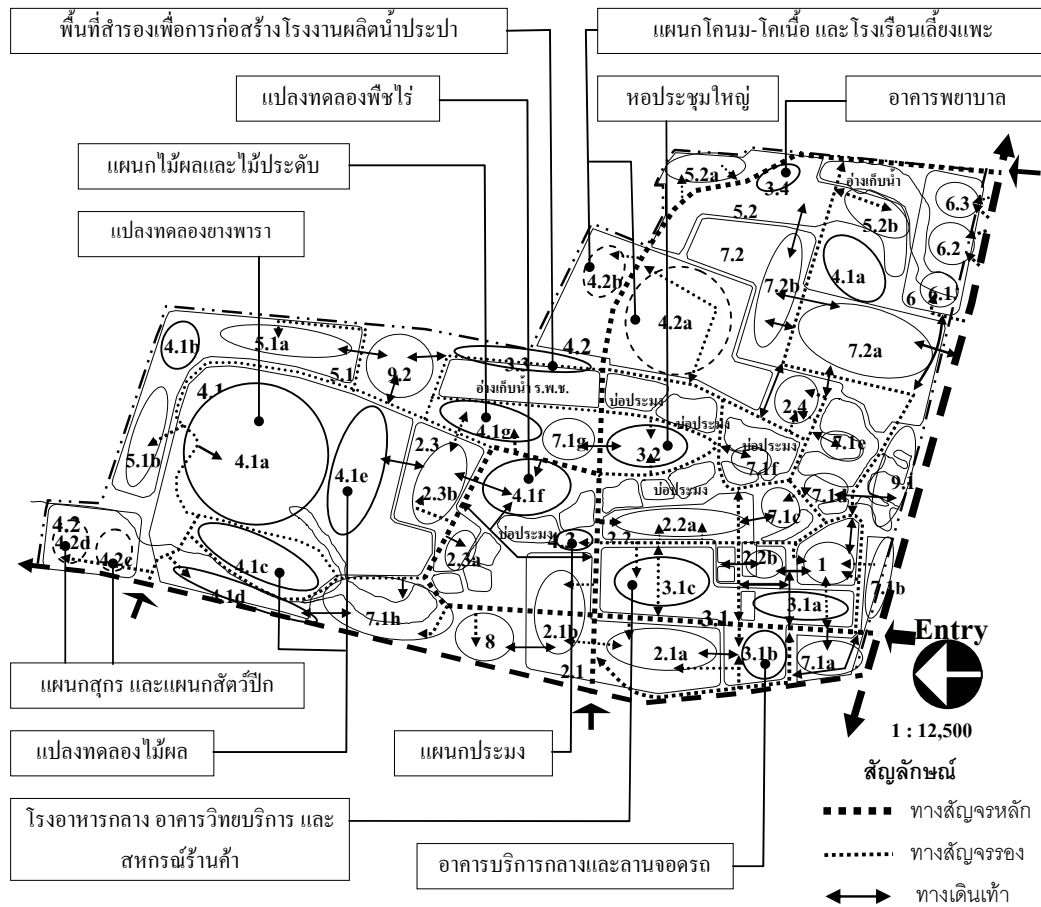 พื้นที่สำรองเพื่อการก่อสร้างโรงงานผลิตน้ำประปา
แผนกโคนม-โคเนื้อ และโรงเรือนเลี้ยงแพะ
แปลงทดลองพืชไร่
หอประชุมใหญ่
อาคารพยาบาล
แผนกไม้ผลและไม้ประดับ
แปลงทดลองยางพารา
5.2a
3.4
อ่างเก็บน้ำ
5.2
5.2b
6.3
6.2
7.2
4.1a
4.2b
7.2b
6
6.1
4.2a
7.2a
4.1b
5.1a
5.1
9.2
3.3
4.2
อ่างเก็บน้ำ ร.พ.ช.
บ่อประมง
บ่อประมง
2.4
4.1
4.1g
7.1g
3.2
บ่อประมง
7.1e
7.1f
5.1b
4.1a
4.1e
2.3
2.3b
4.1f
บ่อประมง
7.1d
9.1
7.1c
4.2
4.2d
4.2c
4.1c
4.1d
บ่อประมง
4.3
2.3a
2.2a
2.2
2.2b
1
7.1b
3.1c
3.1a
3.1
7.1h
8
2.1b
2.1
2.1a
3.1b
7.1a
Entry
1 : 12,500
แผนกสุกร และแผนกสัตว์ปีก
แปลงทดลองไม้ผล
แผนกประมง
โรงอาหารกลาง อาคารวิทยบริการ และ
สหกรณ์ร้านค้า
อาคารบริการกลางและลานจอดรถ
สัญลักษณ์
ทางสัญจรหลัก
ทางสัญจรรอง
ทางเดินเท้า